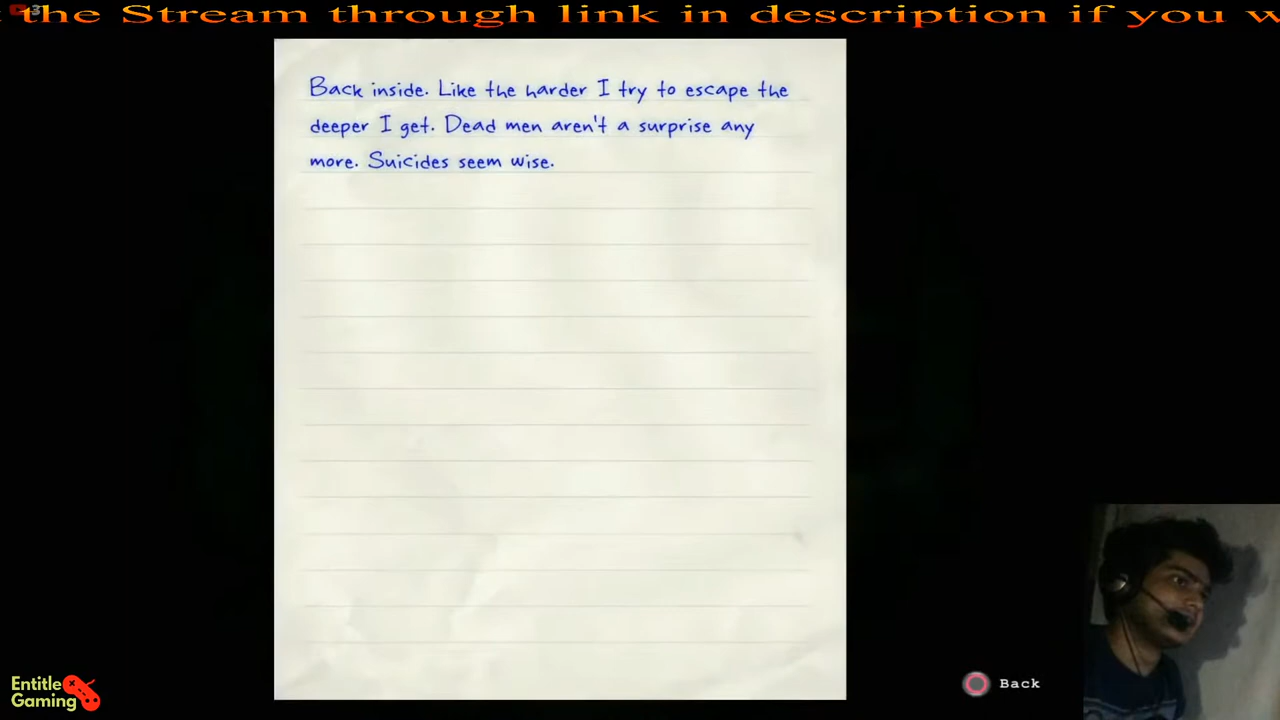 the Stream through link in description if you w
Back inside. Like the harder I try to escape the
deeper I get. Dead men aren't a surprise any
more. Suicides seem wise.
Back
Entitle
Gaming